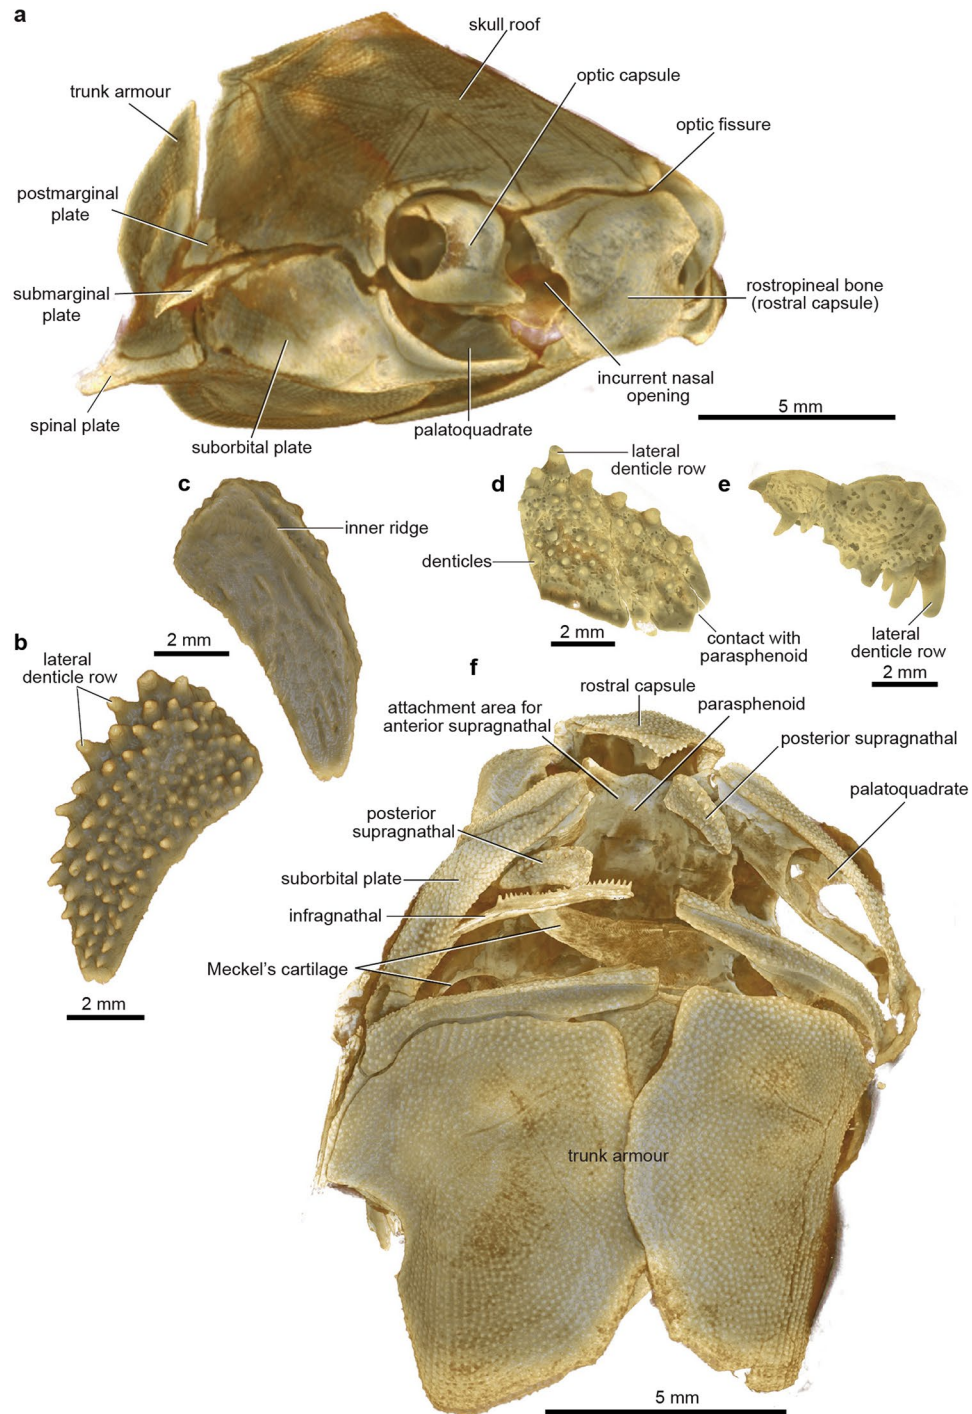 a
skull roof
optic capsule
trunk armour
optic fissure
postmarginal
plate
submarginal
plate
rostropineal bone
(rostral capsule)
incurrent nasal
opening
5 mm
spinal plate
palatoquadrate
suborbital plate
c
inner ridge
2 mm
d
lateral
denticle row
denticles
2 mm
contact with
parasphenoid
e
lateral
denticle row
2 mm
b
lateral
denticle row
2 mm
f
rostral capsule
attachment area for
anterior supragnathal
parasphenoid
posterior supragnathal
palatoquadrate
posterior
supragnathal
suborbital plate
infragnathal
Meckel's cartilage
trunk armour
5 mm